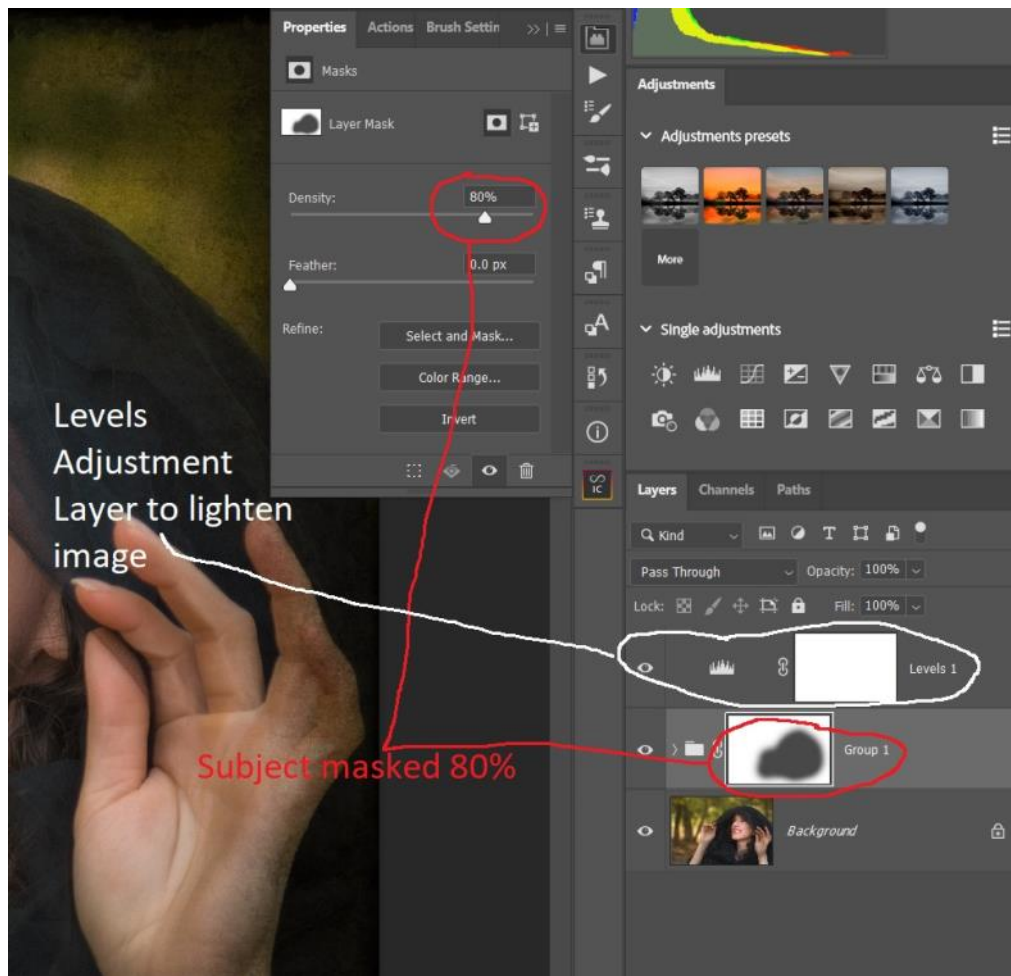 Properties Actions Brush Settin
Masks
Layer Mask
Density: 80%
Feather: 0.0 px
Refine:
Select and Mask...
Color Range...
Invert
Adjustments
Adjustments presets
More
Single adjustments
Levels
Adjustment
Layer to lighten
image
Subject masked 80%
Layers Channels Paths
Kind
Pass Through Opacity: 100%
Lock: Fill: 100%
Levels 1
Group 1
Background